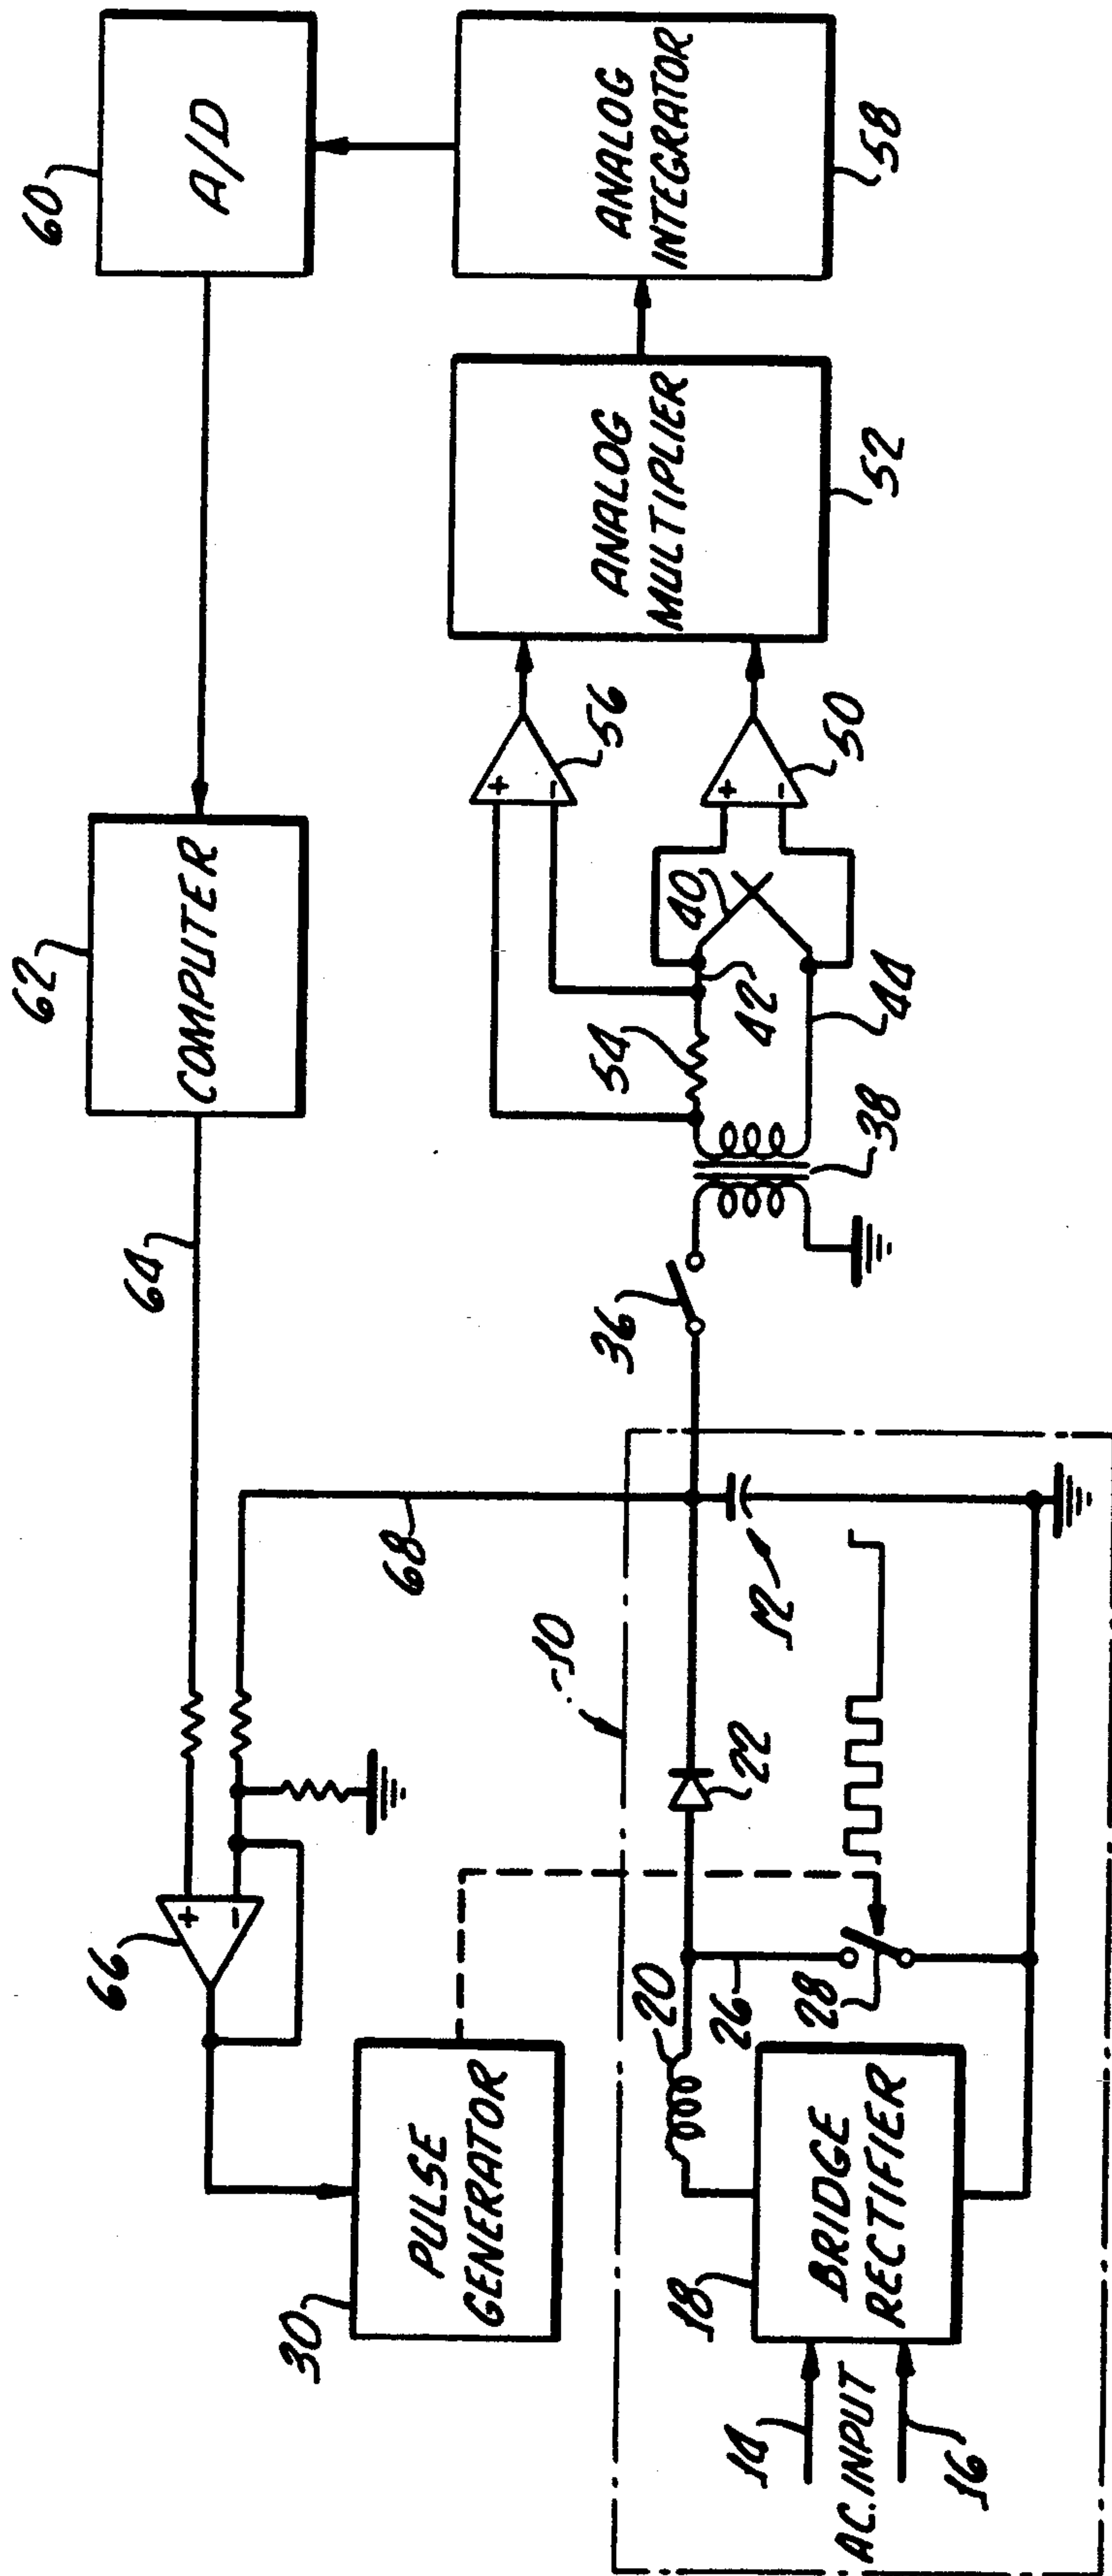 60
A/D
62
COMPUTER
64
66
30
PULSE
GENERATOR
68
58
ANALOG
INTEGRATOR
52
ANALOG
MULTIPLIER
56
+
−
50
+
−
40
42
44
54
38
36
+
−
10
12
22
20
26
28
18
BRIDGE
RECTIFIER
14
AC. INPUT
16